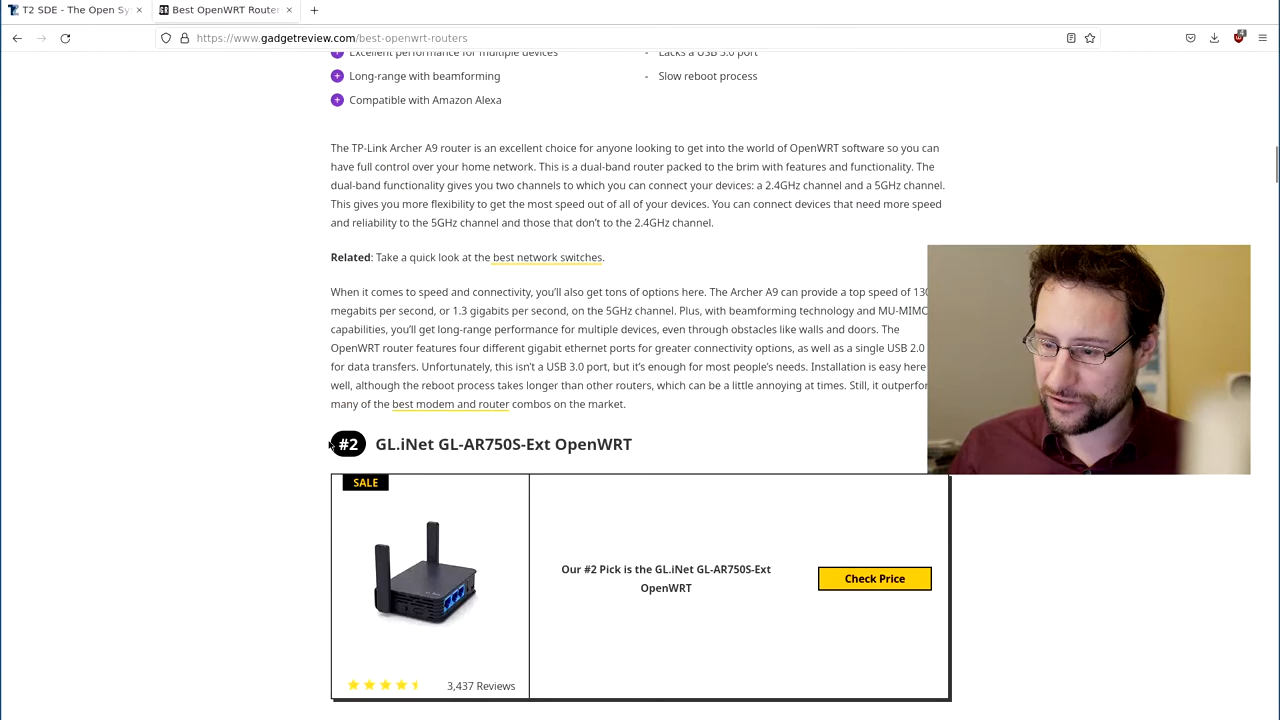 T2 SDE - The Open Sy
Best OpenWRT Router
https://www.gadgetreview.com/best-openwrt-routers
Excellent performance for multiple devices
- Lacks a USB 3.0 port
Long-range with beamforming
- Slow reboot process
Compatible with Amazon Alexa
The TP-Link Archer A9 router is an excellent choice for anyone looking to get into the world of OpenWRT software so you can
have full control over your home network. This is a dual-band router packed to the brim with features and functionality. The
dual-band functionality gives you two channels to which you can connect your devices: a 2.4GHz channel and a 5GHz channel.
This gives you more flexibility to get the most speed out of all of your devices. You can connect devices that need more speed
and reliability to the 5GHz channel and those that don’t to the 2.4GHz channel.
Related: Take a quick look at the best network switches.
When it comes to speed and connectivity, you’ll also get tons of options here. The Archer A9 can provide a top speed of
megabits per second, or 1.3 gigabits per second, on the 5GHz channel. Plus, with beamforming technology and MU-MIMO
capabilities, you’ll get long-range performance for multiple devices, even through obstacles like walls and doors. The
OpenWRT router features four different gigabit ethernet ports for greater connectivity options, as well as a single USB 2.0
for data transfers. Unfortunately, this isn’t a USB 3.0 port, but it’s enough for most people’s needs. Installation is easy here
well, although the reboot process takes longer than other routers, which can be a little annoying at times. Still, it outperfor
many of the best modem and router combos on the market.
#2 GL.iNet GL-AR750S-Ext OpenWRT
SALE
Our #2 Pick is the GL.iNet GL-AR750S-Ext
OpenWRT
Check Price
3,437 Reviews